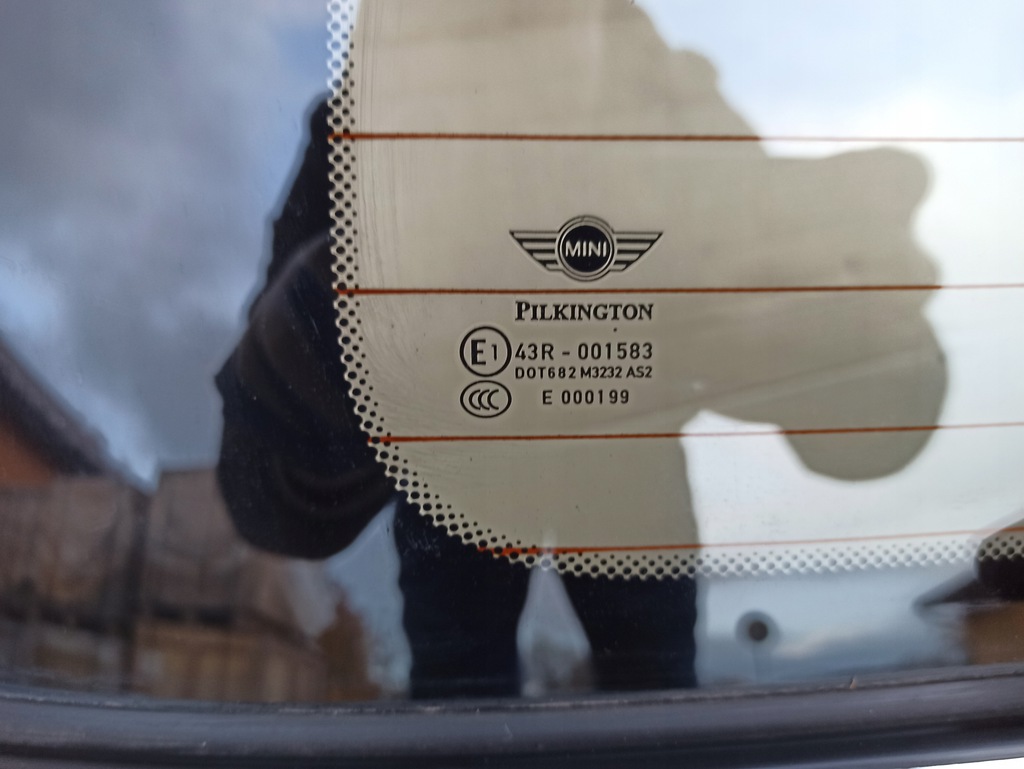 MINI
PILKINGTON
E1 43R - 001583
DOT682 M3232 AS2
CCC E 000199